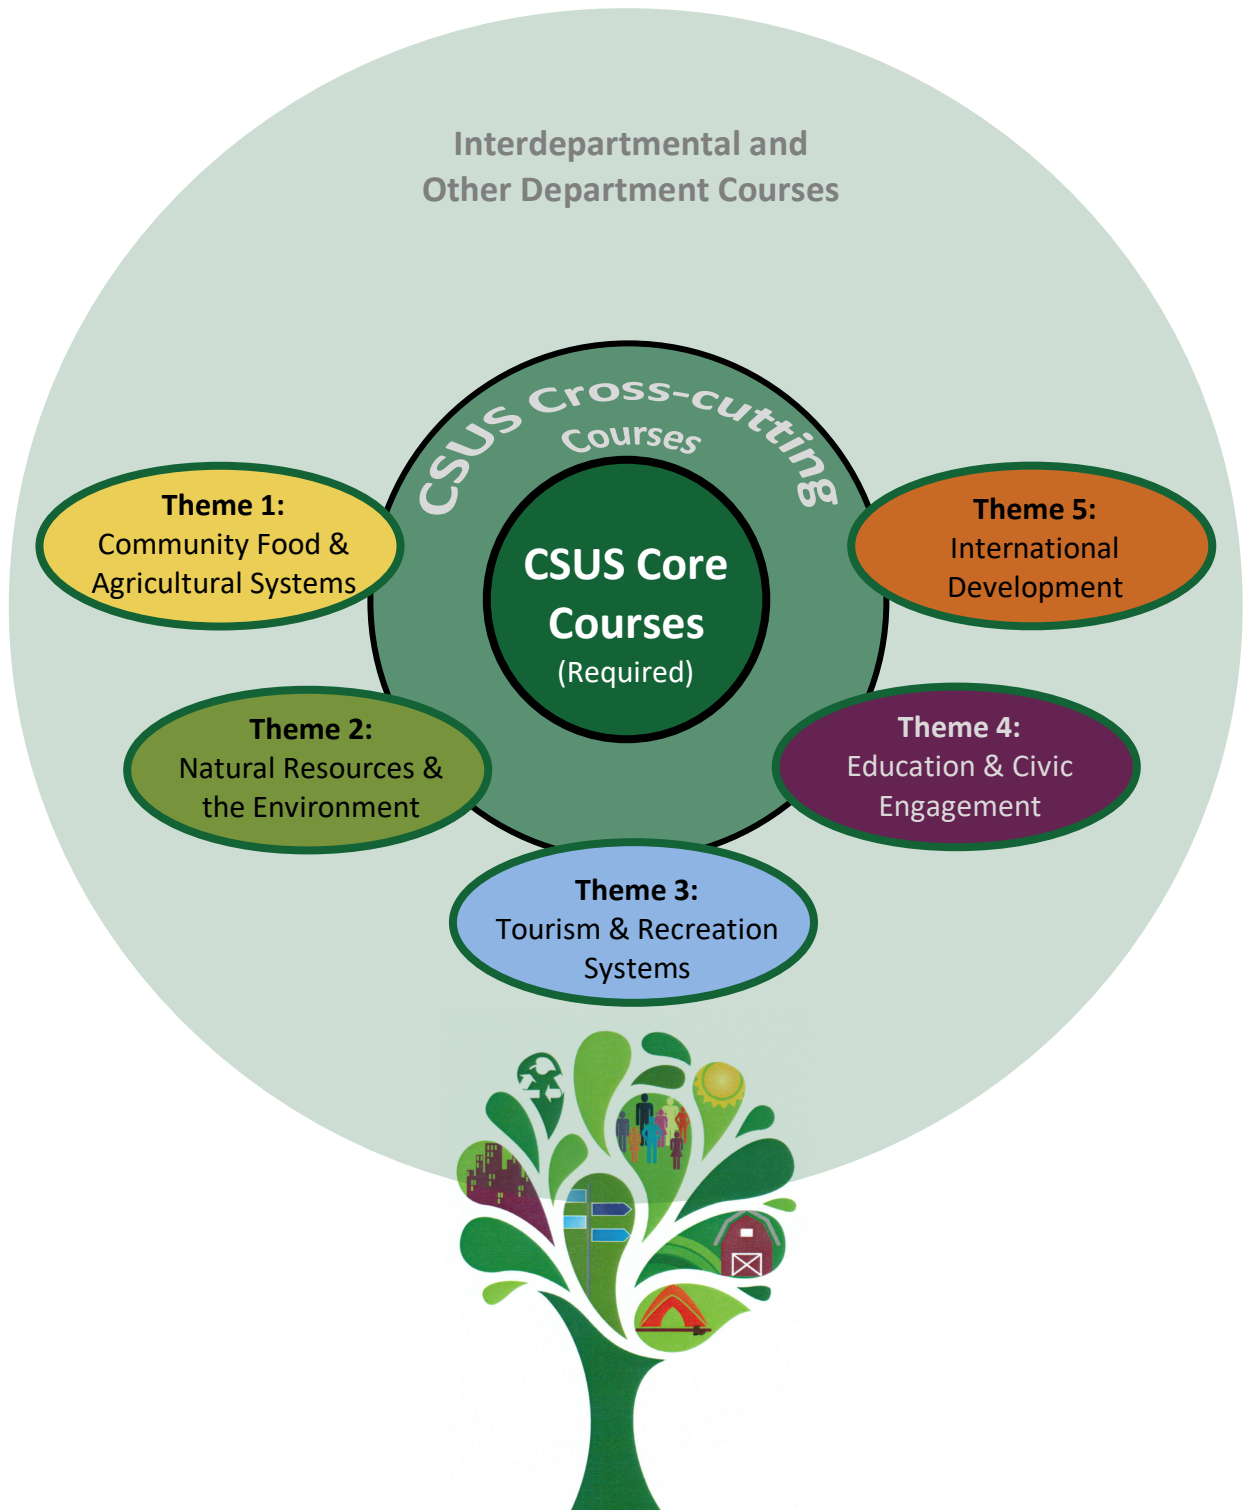 Interdepartmental and
Other Department Courses
CSUS Cross-cutting
Courses
CSUS Core
Courses
(Required)
Theme 1:
Community Food &
Agricultural Systems
Theme 2:
Natural Resources &
the Environment
Theme 3:
Tourism & Recreation
Systems
Theme 4:
Education & Civic
Engagement
Theme 5:
International
Development